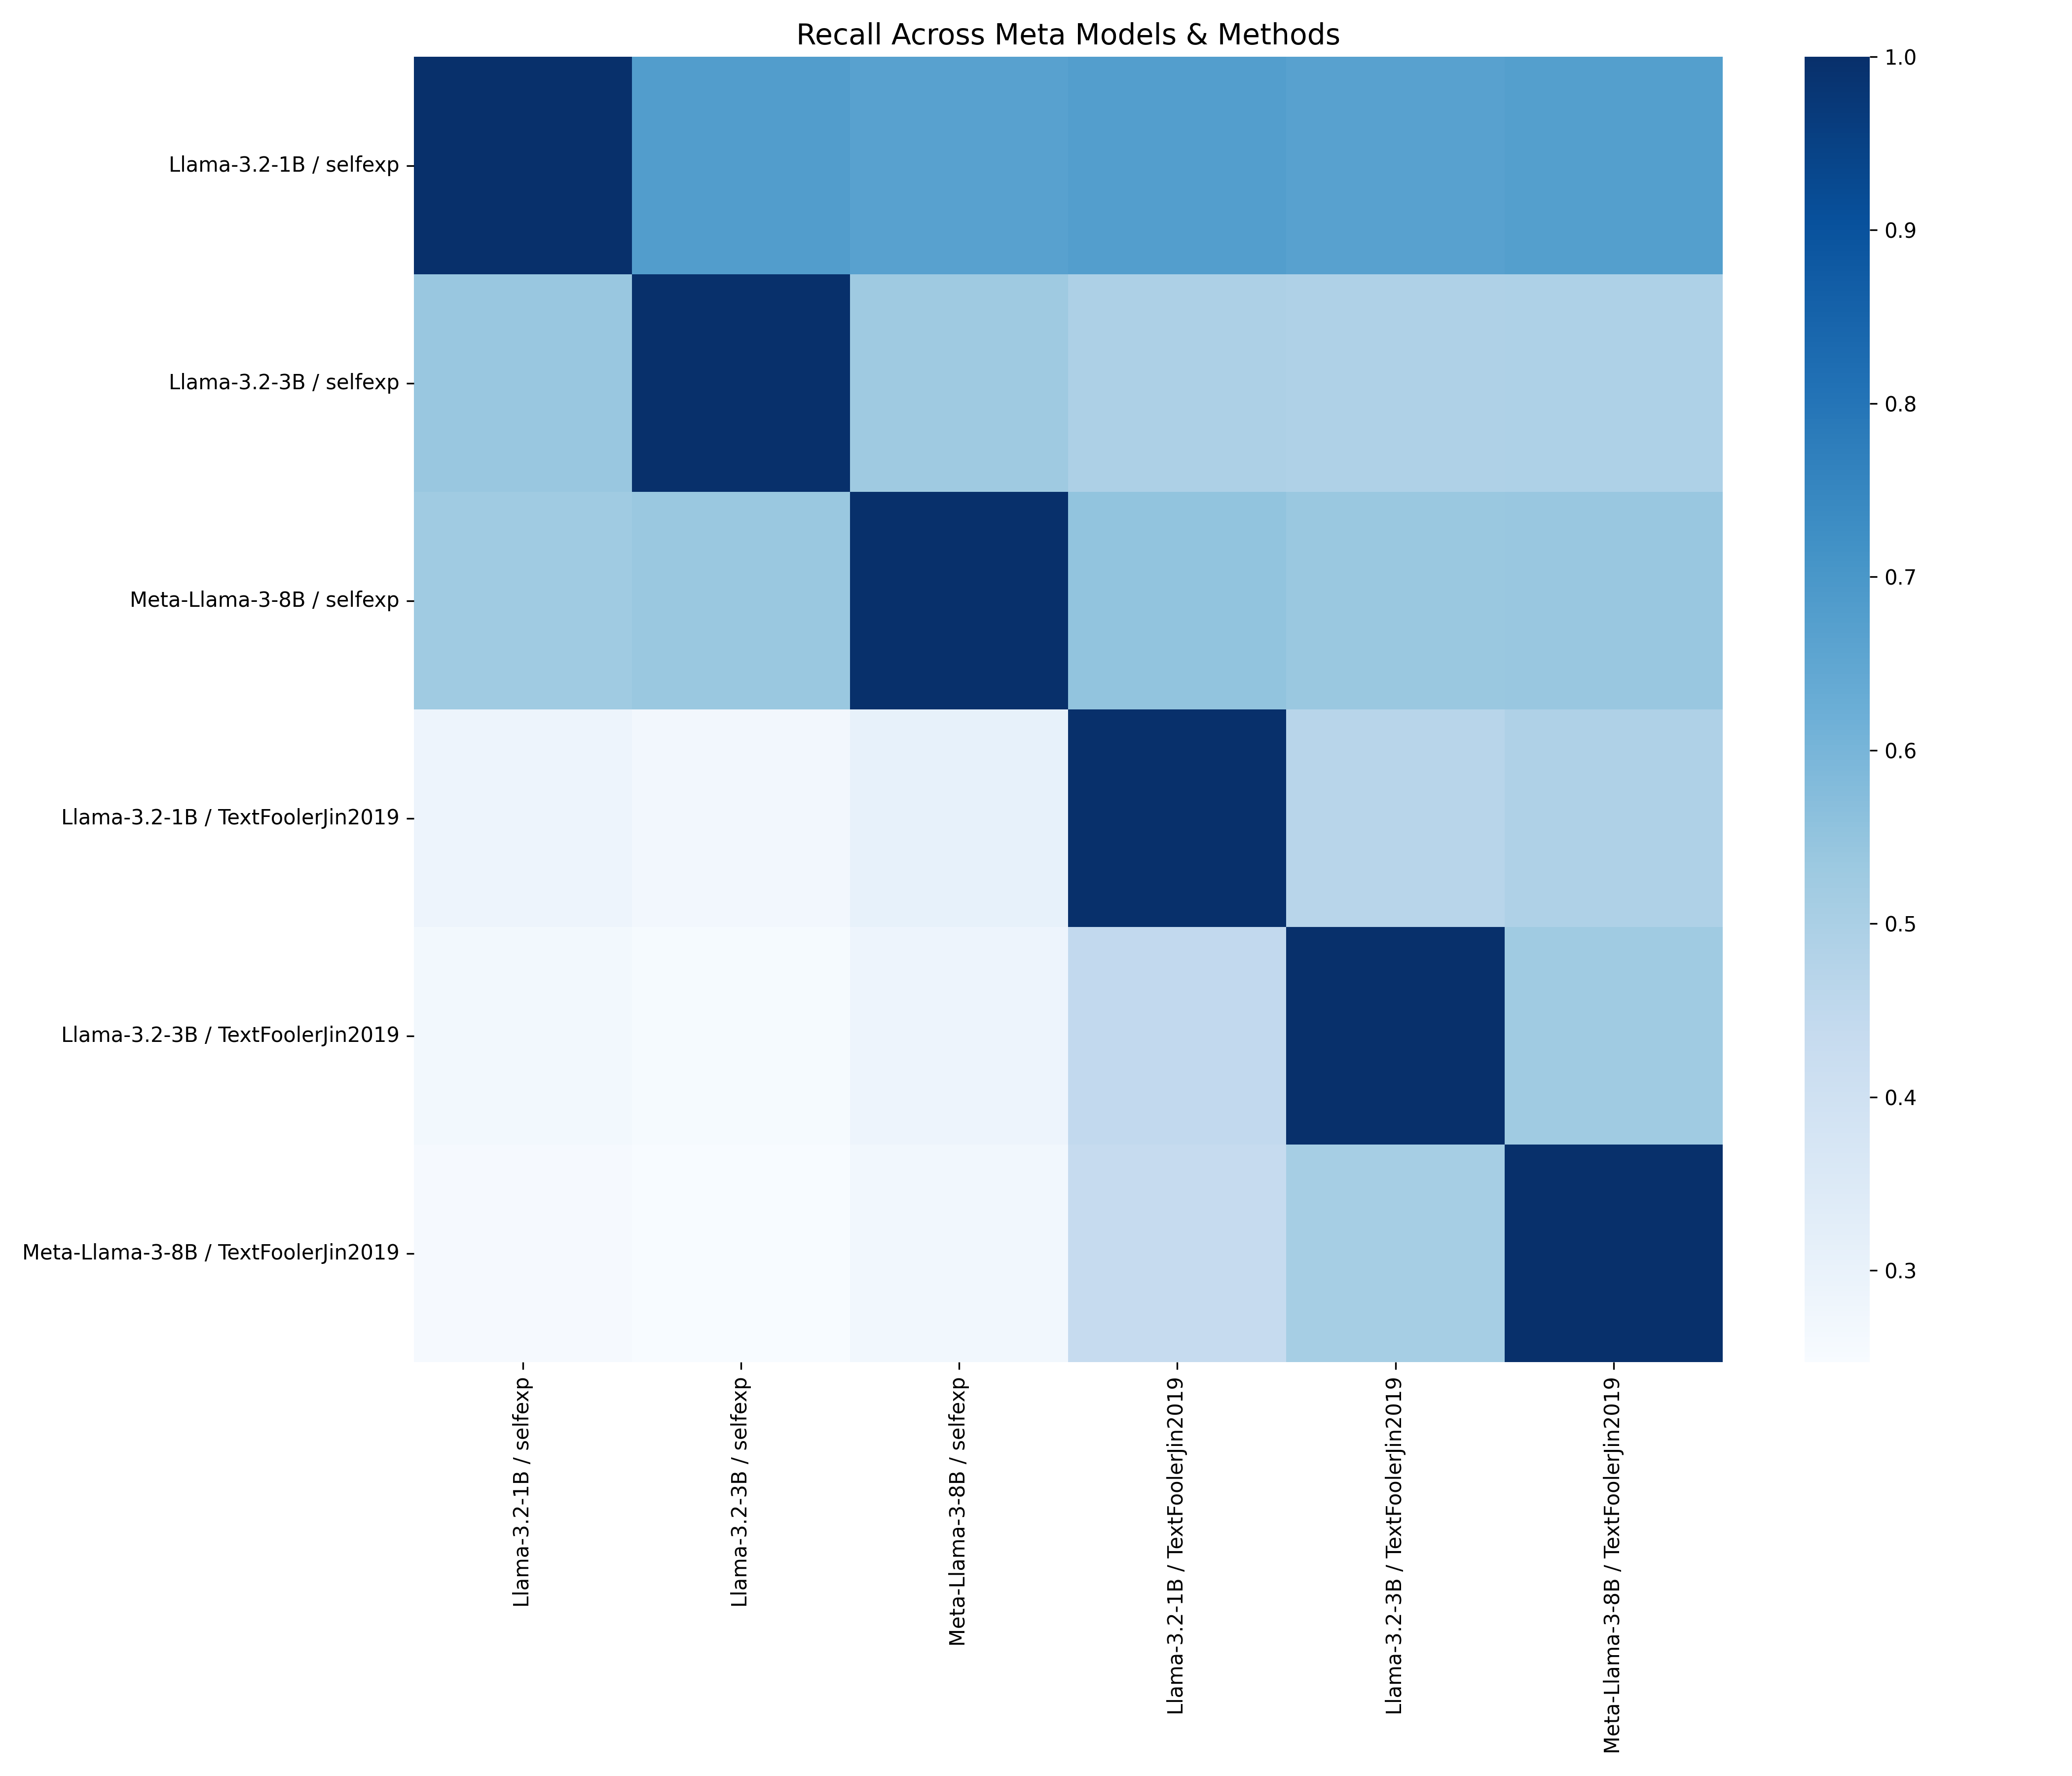 Recall Across Meta Models & Methods
Llama-3.2-1B / selfexp
Llama-3.2-3B / selfexp
Meta-Llama-3-8B / selfexp
Llama-3.2-1B / TextFoolerJin2019
Llama-3.2-3B / TextFoolerJin2019
Meta-Llama-3-8B / TextFoolerJin2019
Llama-3.2-1B / selfexp
Llama-3.2-3B / selfexp
Meta-Llama-3-8B / selfexp
Llama-3.2-1B / TextFoolerJin2019
Llama-3.2-3B / TextFoolerJin2019
Meta-Llama-3-8B / TextFoolerJin2019
1.0
0.9
0.8
0.7
0.6
0.5
0.4
0.3